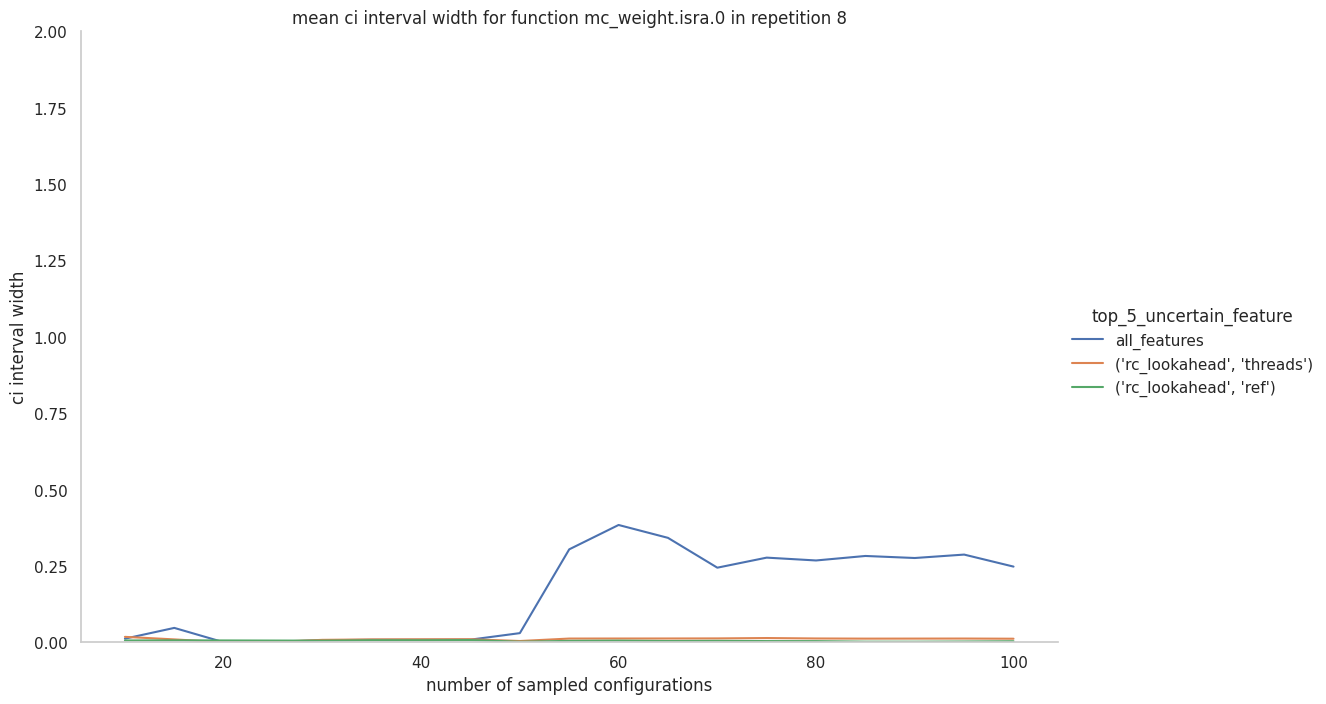 mean ci interval width for function mc_weight.isra.0 in repetition 8
2.00
1.75
1.50
1.25
1.00
0.75
0.50
0.25
0.00
ci interval width
20
40
60
80
100
number of sampled configurations
top_5_uncertain_feature
all_features
('rc_lookahead', 'threads')
('rc_lookahead', 'ref')